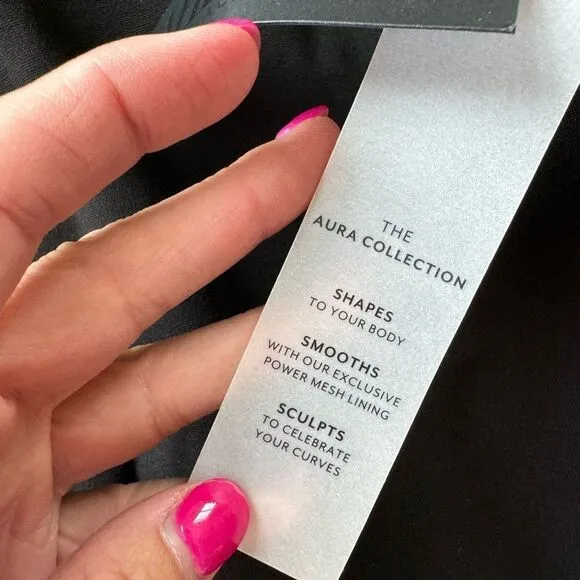 THE
AURA COLLECTION
SHAPES
TO YOUR BODY
SMOOTHS
WITH OUR EXCLUSIVE
POWER MESH LINING
SCULPTS
TO CELEBRATE
YOUR CURVES